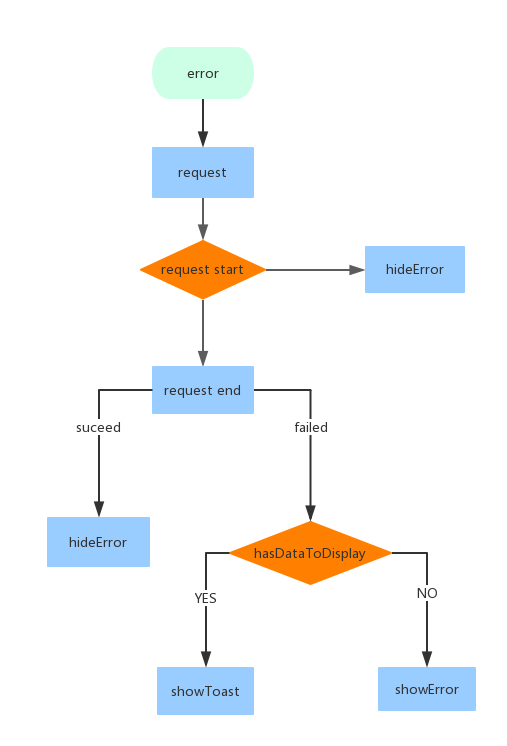 error
request
request start
hideError
request end
suceed
failed
hideError
hasDataToDisplay
YES
NO
showToast
showError